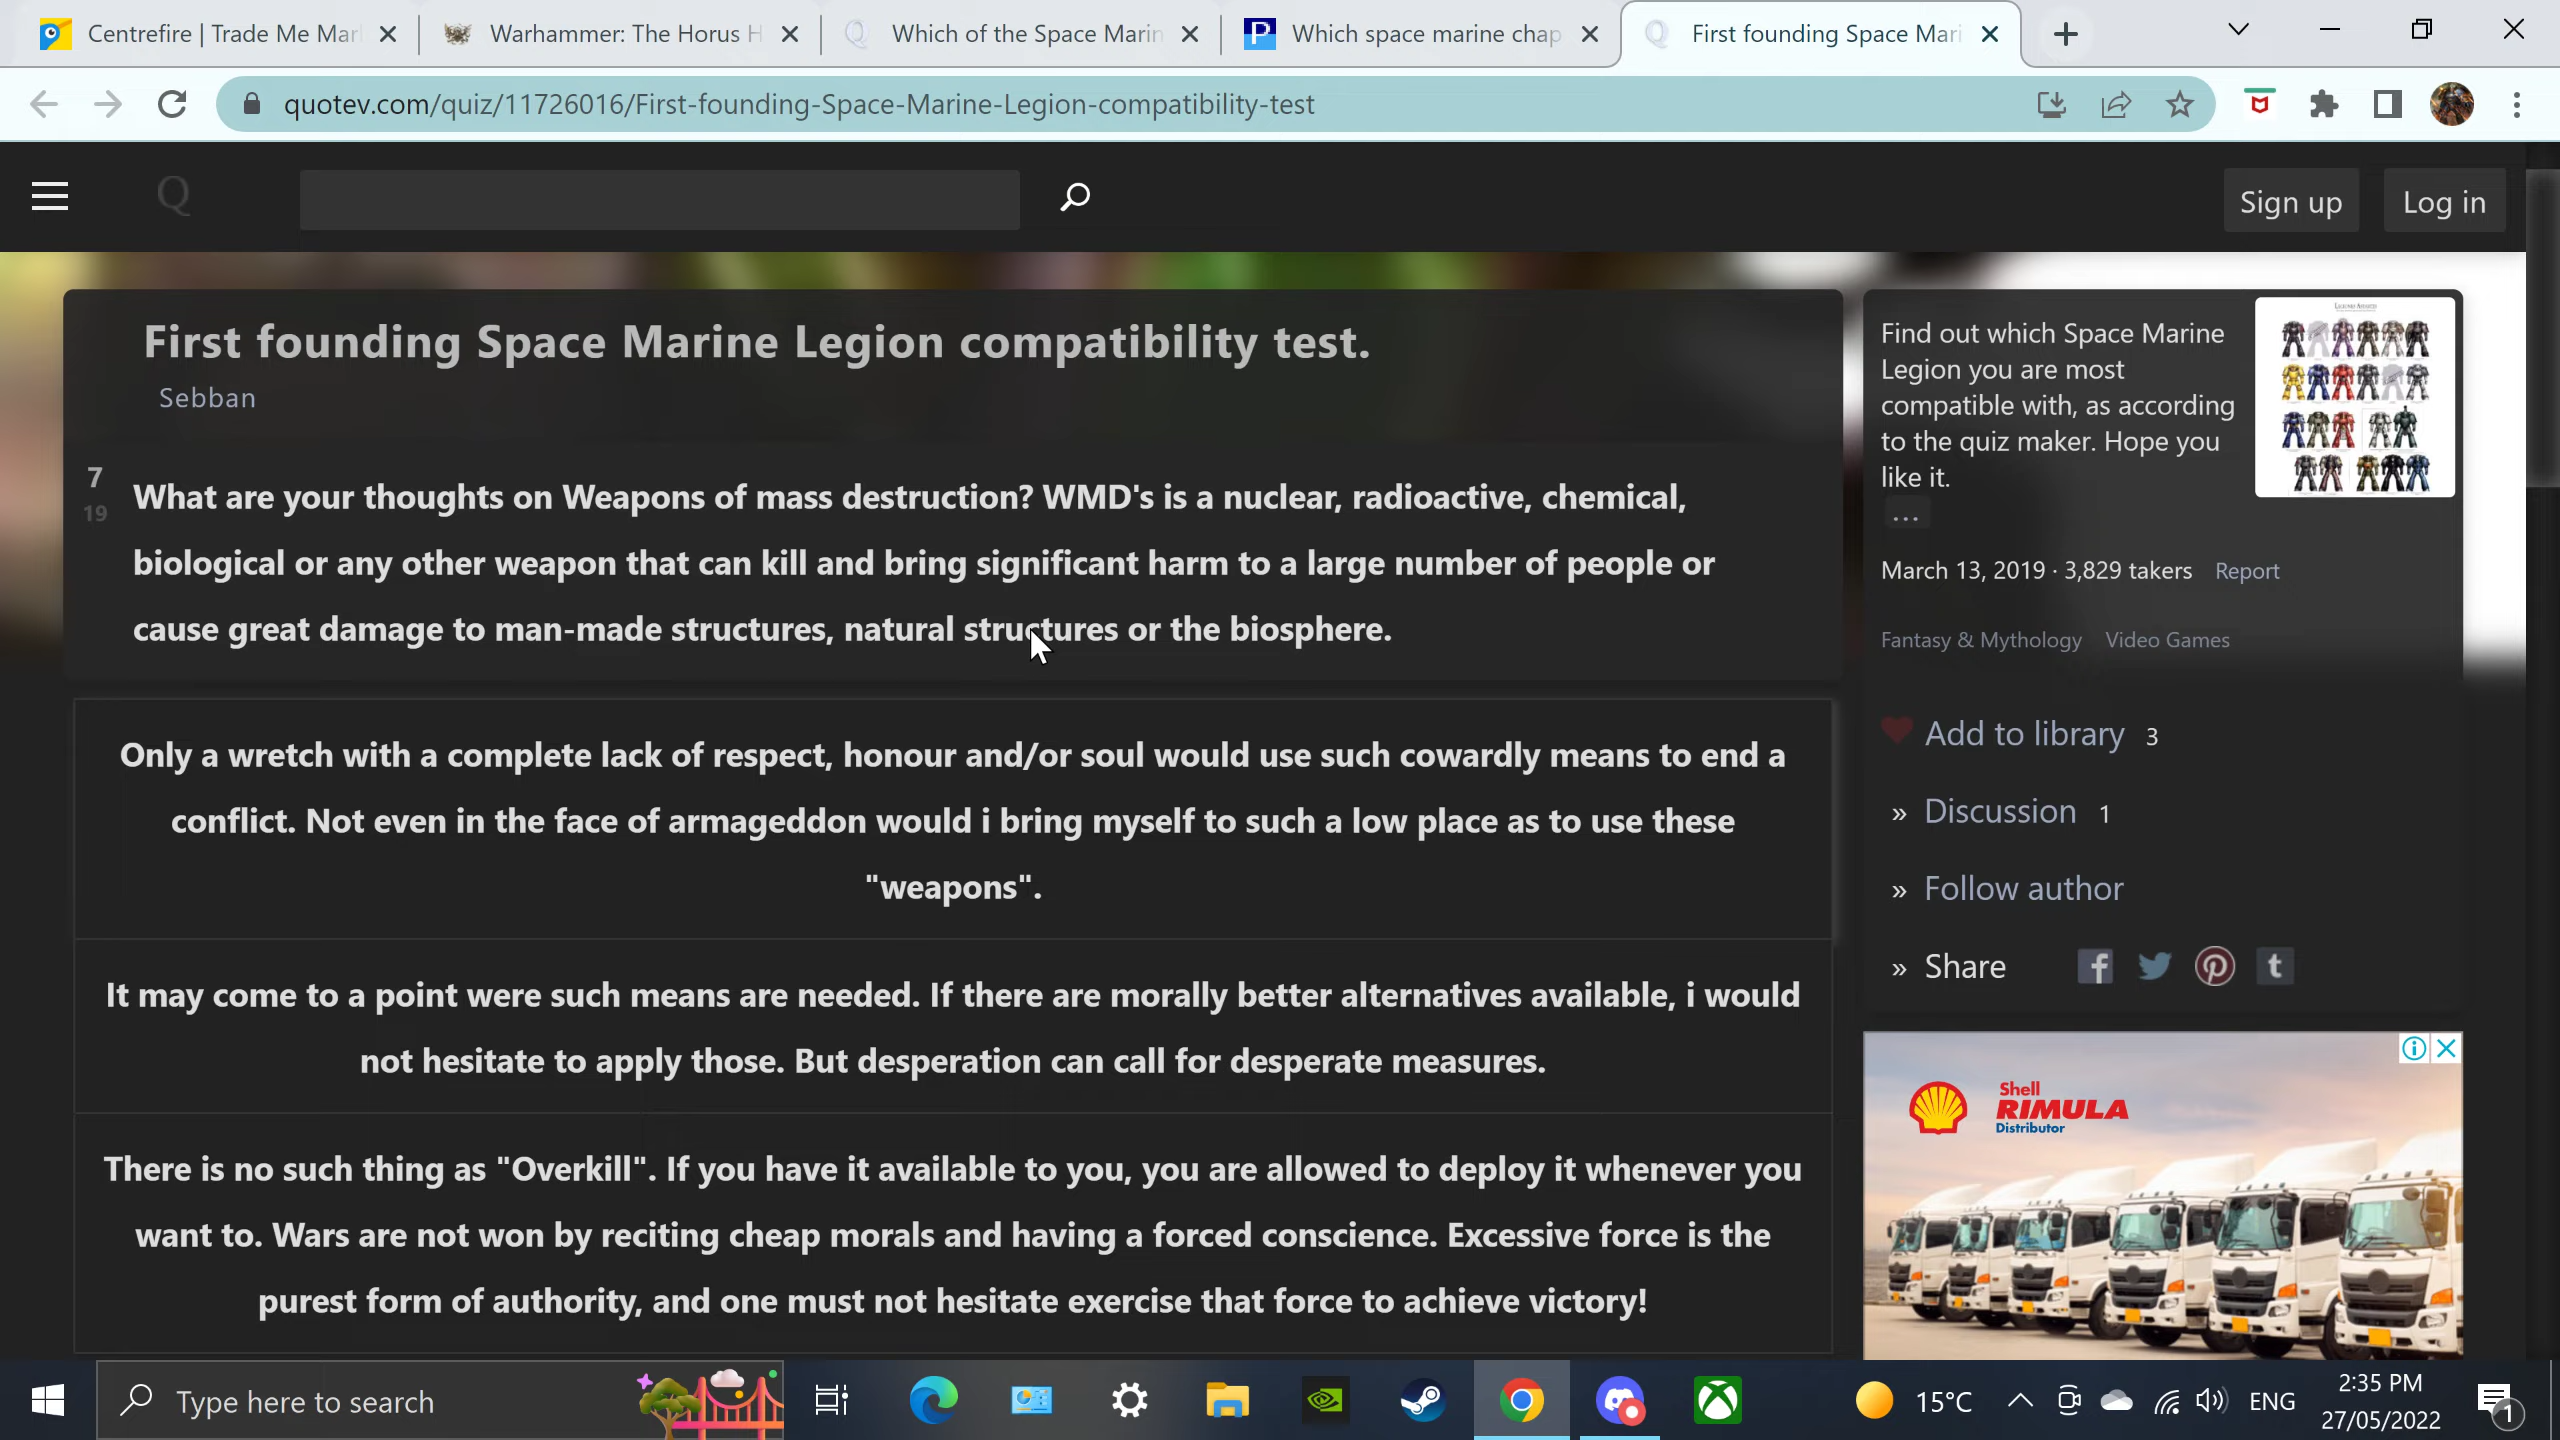 Centrefire | Trade Me Mar
Warhammer: The Horus H
Which of the Space Marin
Which space marine chap
First founding Space Mari
quotev.com/quiz/11726016/First-founding-Space-Marine-Legion-compatibility-test
Q
Sign up
Log in
First founding Space Marine Legion compatibility test.
Sebban
7
19
What are your thoughts on Weapons of mass destruction? WMD's is a nuclear, radioactive, chemical,
biological or any other weapon that can kill and bring significant harm to a large number of people or
cause great damage to man-made structures, natural structures or the biosphere.
Only a wretch with a complete lack of respect, honour and/or soul would use such cowardly means to end a
conflict. Not even in the face of armageddon would i bring myself to such a low place as to use these
"weapons".
It may come to a point were such means are needed. If there are morally better alternatives available, i would
not hesitate to apply those. But desperation can call for desperate measures.
There is no such thing as "Overkill". If you have it available to you, you are allowed to deploy it whenever you
want to. Wars are not won by reciting cheap morals and having a forced conscience. Excessive force is the
purest form of authority, and one must not hesitate exercise that force to achieve victory!
Find out which Space Marine
Legion you are most
compatible with, as according
to the quiz maker. Hope you
like it.
...
March 13, 2019 · 3,829 takers Report
Fantasy & Mythology Video Games
Add to library 3
» Discussion 1
» Follow author
» Share
Shell
RIMULA
Distributor
Type here to search
15°C
ENG
2:35 PM
27/05/2022
1